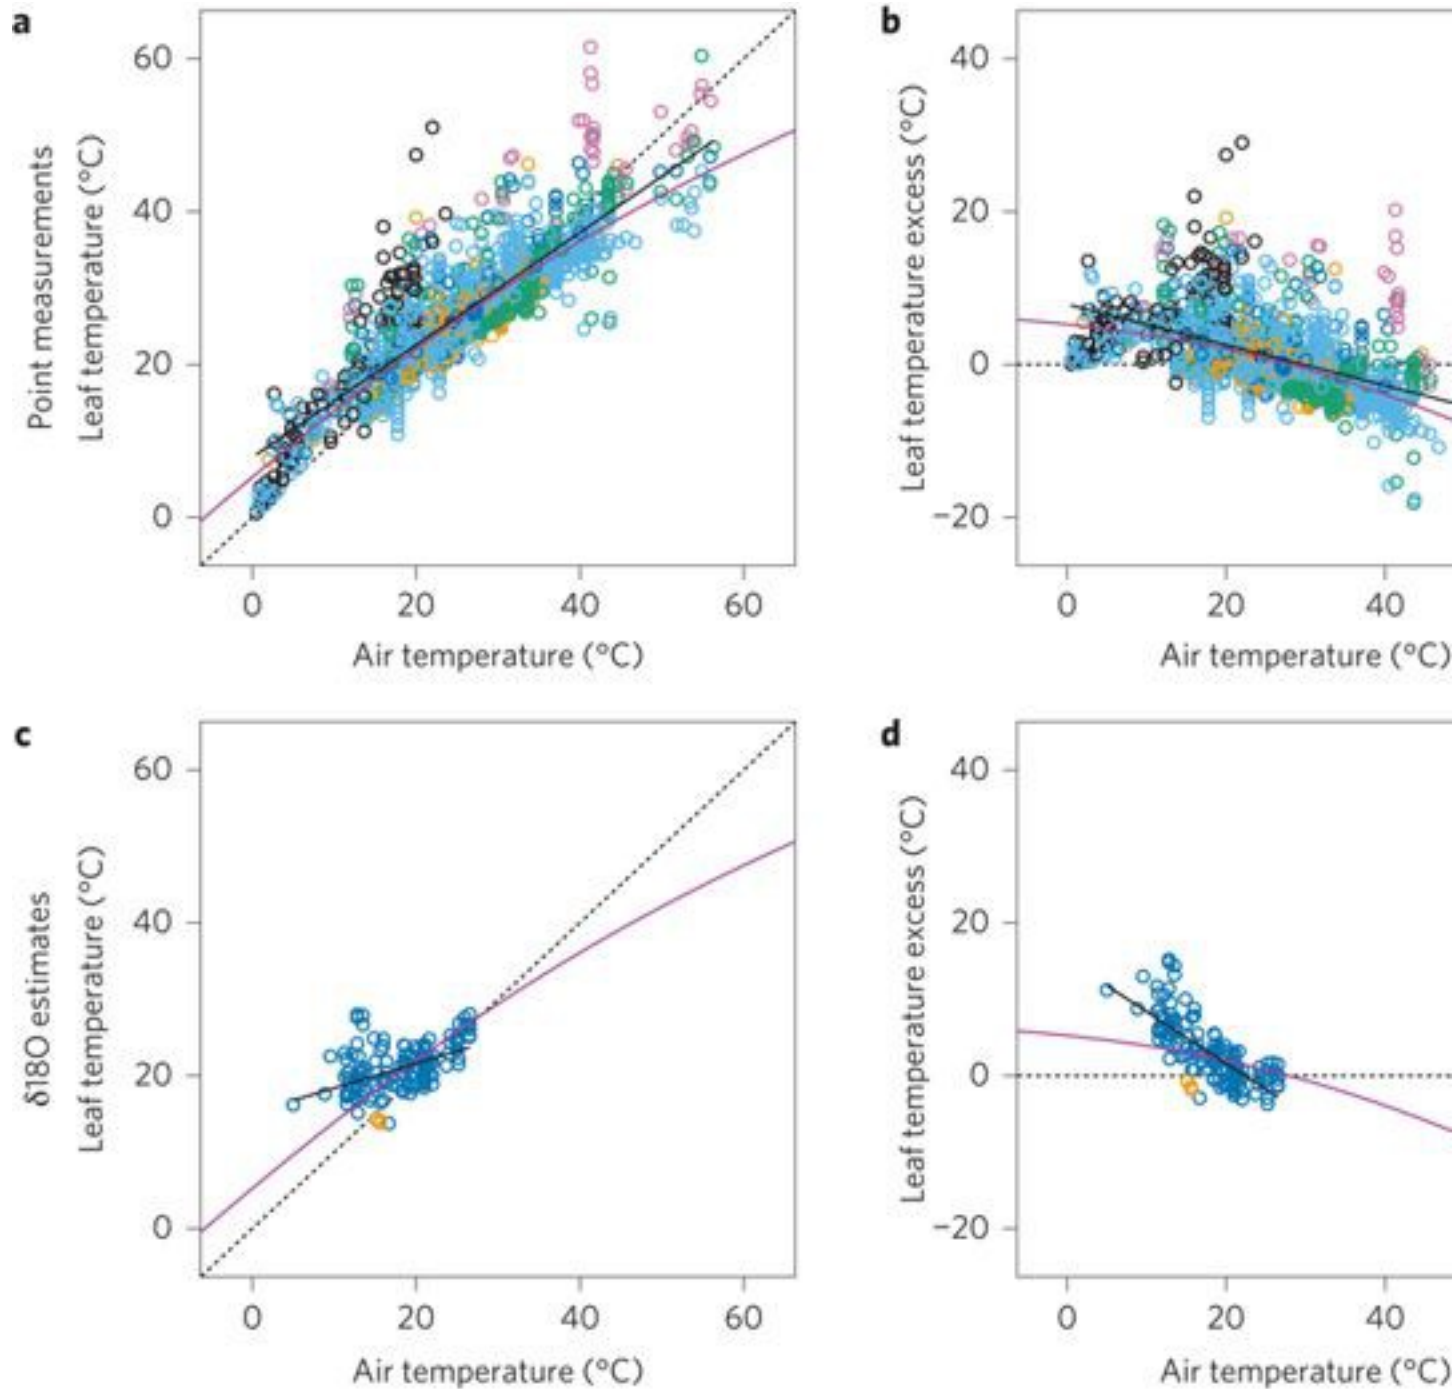 a
Point measurements
Leaf temperature (°C)
60
40
20
0
0 20 40 60
Air temperature (°C)
b
Leaf temperature excess (°C)
40
20
0
−20
0 20 40
Air temperature (°C)
c
δ18O estimates
Leaf temperature (°C)
60
40
20
0
0 20 40 60
Air temperature (°C)
d
Leaf temperature excess (°C)
40
20
0
−20
0 20 40
Air temperature (°C)